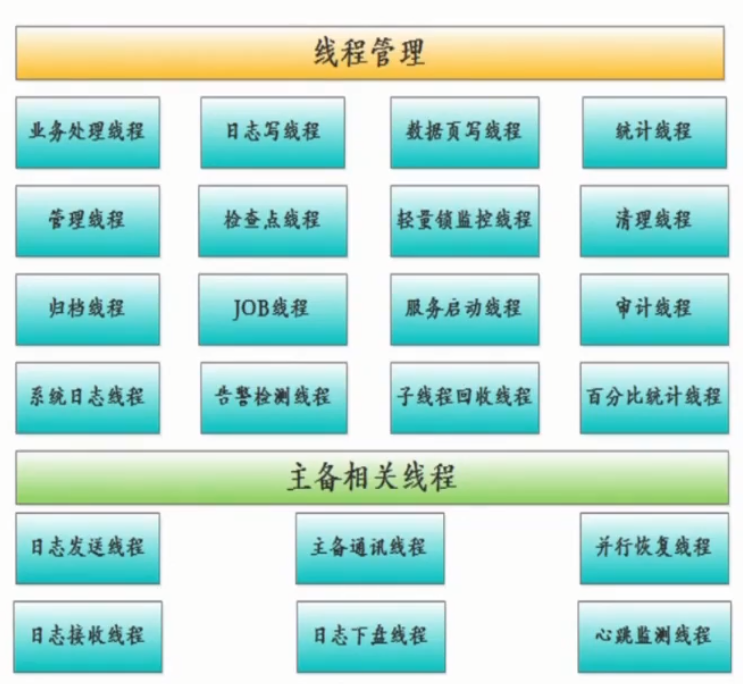 线程管理
业务处理线程 日志写线程 数据页写线程 统计线程
管理线程 检查点线程 轻量锁监控线程 清理线程
归档线程 JOB线程 服务启动线程 审计线程
系统日志线程 告警检测线程 子线程回收线程 百分比统计线程
主备相关线程
日志发送线程 主备通讯线程 并行恢复线程
日志接收线程 日志下盘线程 心跳监测线程